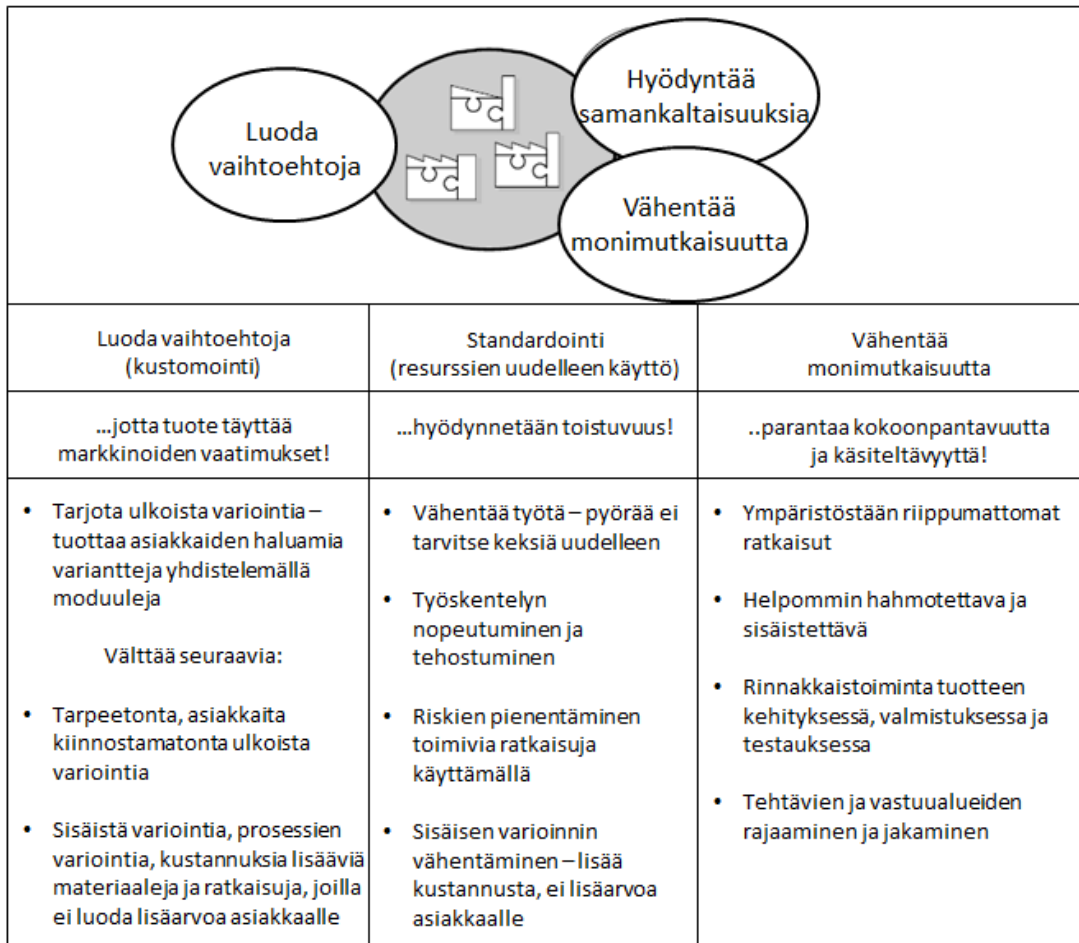 Luoda
vaihtoehtoja
Hyödyntää
samankaltaisuuksia
Vähentää
monimutkaisuutta
Luoda vaihtoehtoja
(kustomointi)
Standardointi
(resurssien uudelleen käyttö)
Vähentää
monimutkaisuutta
...jotta tuote täyttää
markkinoiden vaatimukset!
...hyödynnetään toistuvuus!
..parantaa kokoonpantavuutta
ja käsiteltävyyttä!
• Tarjota ulkoista variointia –
tuottaa asiakkaiden haluamia
variantteja yhdistelemällä
moduuleja
Välttää seuraavia:
• Tarpeetonta, asiakkaita
kiinnostamatonta ulkoista
variointia
• Sisäistä variointia, prosessien
variointia, kustannuksia lisääviä
materiaaleja ja ratkaisuja, joilla
ei luoda lisäarvoa asiakkaalle
• Vähentää työtä – pyörää ei
tarvitse keksiä uudelleen
• Työskentelyn
nopeutuminen ja
tehostuminen
• Riskien pienentäminen
toimivia ratkaisuja
käyttämällä
• Sisäisen varioinnin
vähentäminen – lisää
kustannusta, ei lisäarvoa
asiakkaalle
• Ympäristöstään riippumattomat
ratkaisut
• Helpommin hahmotettava ja
sisäistettävä
• Rinnakkaistoiminta tuotteen
kehityksessä, valmistuksessa ja
testauksessa
• Tehtävien ja vastuualueiden
rajaaminen ja jakaminen